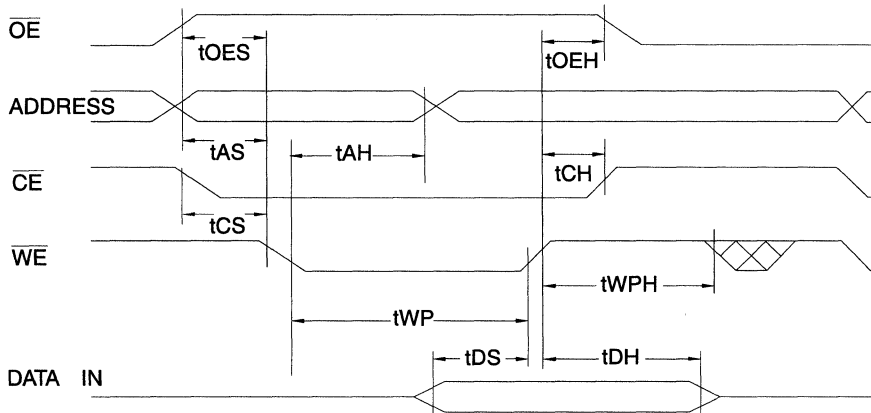 OE
tOES
tOEH
ADDRESS
tAS
tAH
CE
tCH
tCS
WE
tWPH
tWP
tDS
tDH
DATA IN